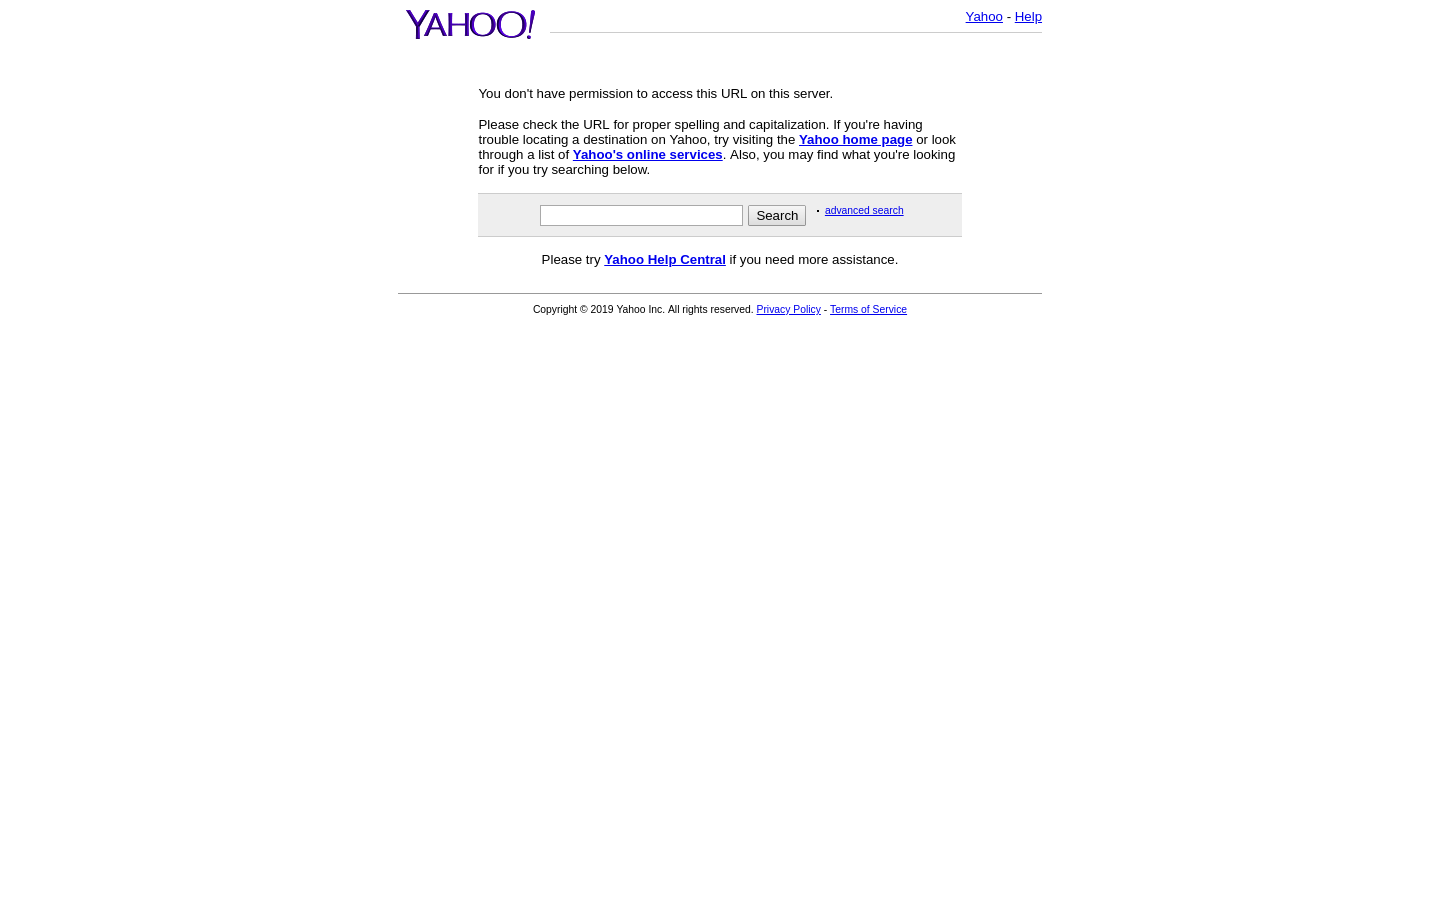 YAHOO!
Yahoo - Help
You don't have permission to access this URL on this server.
Please check the URL for proper spelling and capitalization. If you're having
trouble locating a destination on Yahoo, try visiting the Yahoo home page or look
through a list of Yahoo's online services. Also, you may find what you're looking
for if you try searching below.
Search · advanced search
Please try Yahoo Help Central if you need more assistance.
Copyright © 2019 Yahoo Inc. All rights reserved. Privacy Policy - Terms of Service